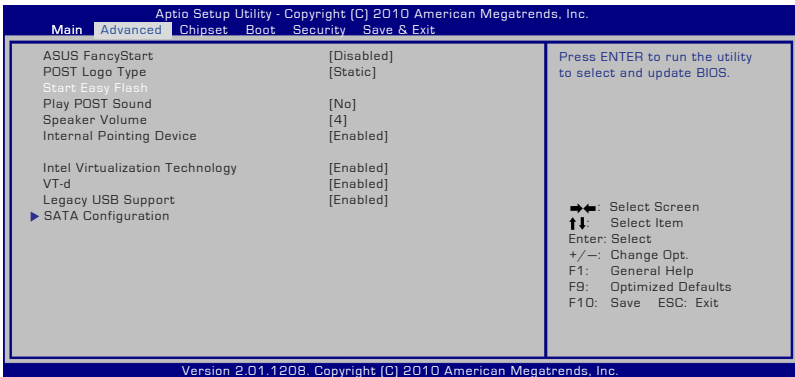 Aptio Setup Utility - Copyright (C) 2010 American Megatrends, Inc.
Main Advanced Chipset Boot Security Save & Exit
ASUS FancyStart [Disabled]
POST Logo Type [Static]
Start Easy Flash
Play POST Sound [No]
Speaker Volume [4]
Internal Pointing Device [Enabled]
Intel Virtualization Technology [Enabled]
VT-d [Enabled]
Legacy USB Support [Enabled]
SATA Configuration
Press ENTER to run the utility
to select and update BIOS.
→←: Select Screen
↑↓: Select Item
Enter: Select
+/—: Change Opt.
F1: General Help
F9: Optimized Defaults
F10: Save ESC: Exit
Version 2.01.1208. Copyright (C) 2010 American Megatrends, Inc.